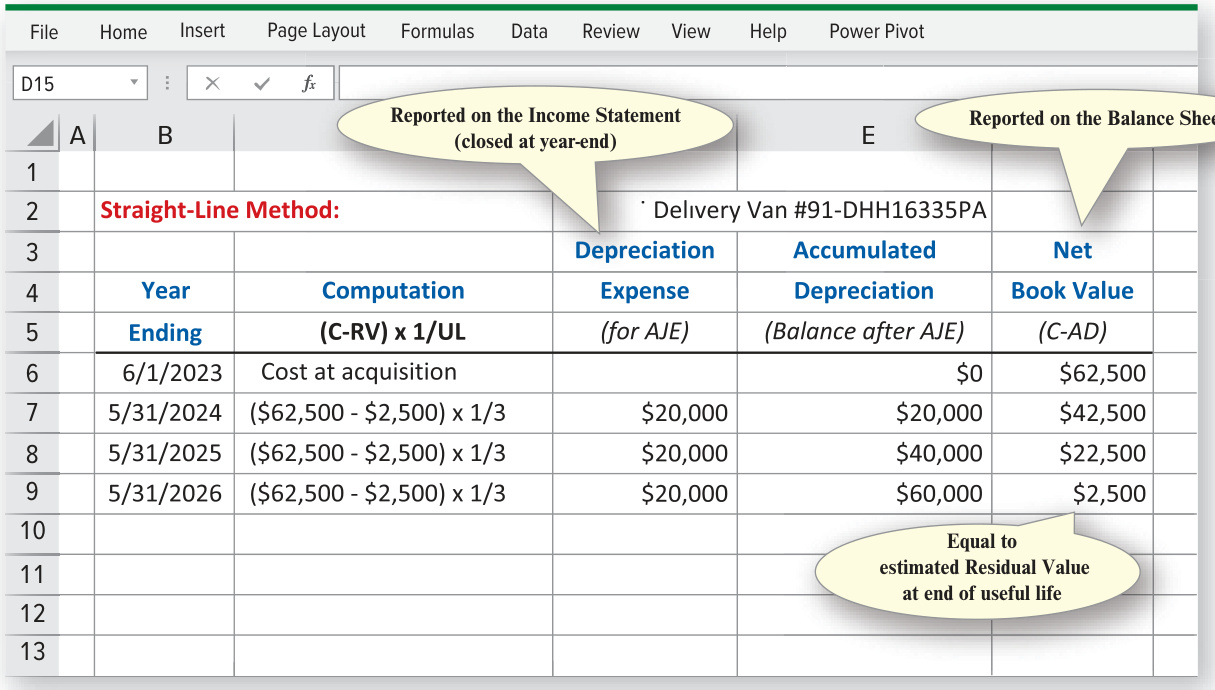 File Home Insert Page Layout Formulas Data Review View Help Power Pivot
D15 fx
Reported on the Income Statement
(closed at year-end)
Reported on the Balance Shee
A B E
1
2 Straight-Line Method: Delivery Van #91-DHH16335PA
3 Depreciation Accumulated Net
4 Year Computation Expense Depreciation Book Value
5 Ending (C-RV) x 1/UL (for AJE) (Balance after AJE) (C-AD)
6 6/1/2023 Cost at acquisition $0 $62,500
7 5/31/2024 ($62,500 - $2,500) x 1/3 $20,000 $20,000 $42,500
8 5/31/2025 ($62,500 - $2,500) x 1/3 $20,000 $40,000 $22,500
9 5/31/2026 ($62,500 - $2,500) x 1/3 $20,000 $60,000 $2,500
10
Equal to
estimated Residual Value
at end of useful life
11
12
13